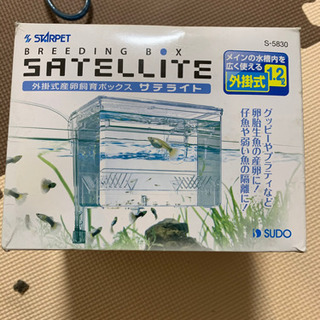 STARPET
S-5830
BREEDING BOX
SATELLITE
外掛式産卵飼育ボックス サテライト
メインの水槽内を
広く使える
外掛式
1.2ℓ
グッピーやプラティなど
卵胎生魚の産卵に!
仔魚や弱い魚の隔離に!
SUDO